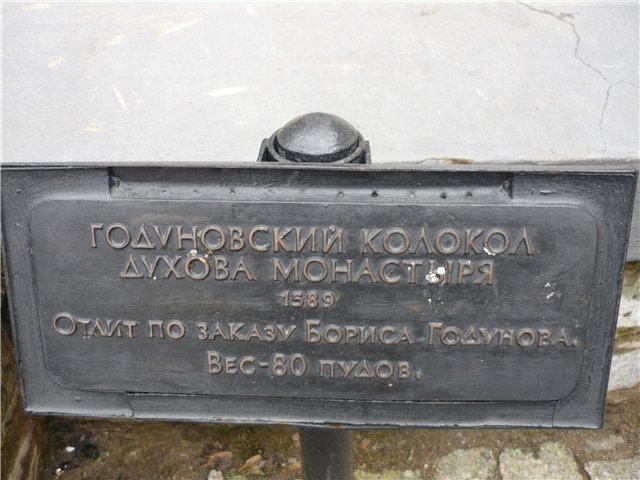 ГОДУНОВСКИЙ КОЛОКОЛ
ДУХОВА МОНАСТЫРЯ
1589
Отлит по заказу Бориса Годунова.
Вес-80 пудов.